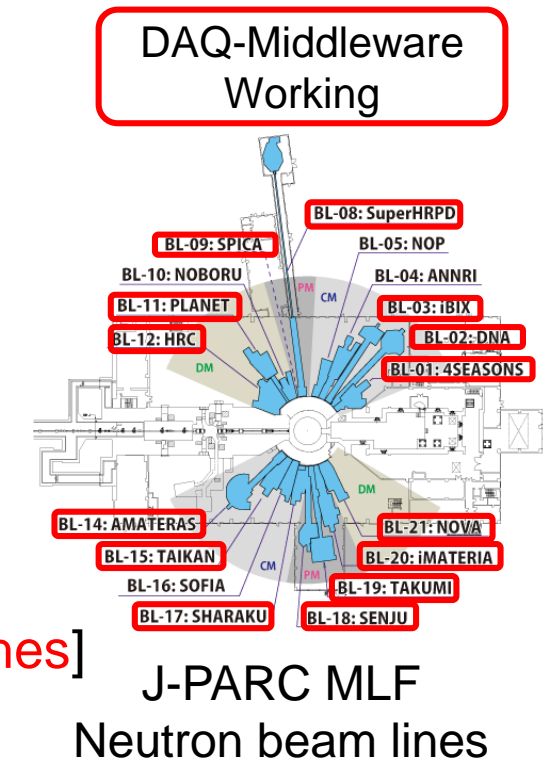 DAQ-Middleware
Working
BL-08: SuperHRPD
BL-09: SPICA
BL-05: NOP
BL-10: NOBORU
BL-04: ANNRI
PM
CM
BL-11: PLANET
BL-03: iBIX
BL-12: HRC
BL-02: DNA
BL-01: 4SEASONS
DM
DM
BL-14: AMATERAS
BL-21: NOVA
BL-15: TAIKAN
BL-20: iMATERIA
CM
BL-16: SOFIA
PM
BL-19: TAKUMI
BL-17: SHARAKU
BL-18: SENJU
nes]
J-PARC MLF
Neutron beam lines